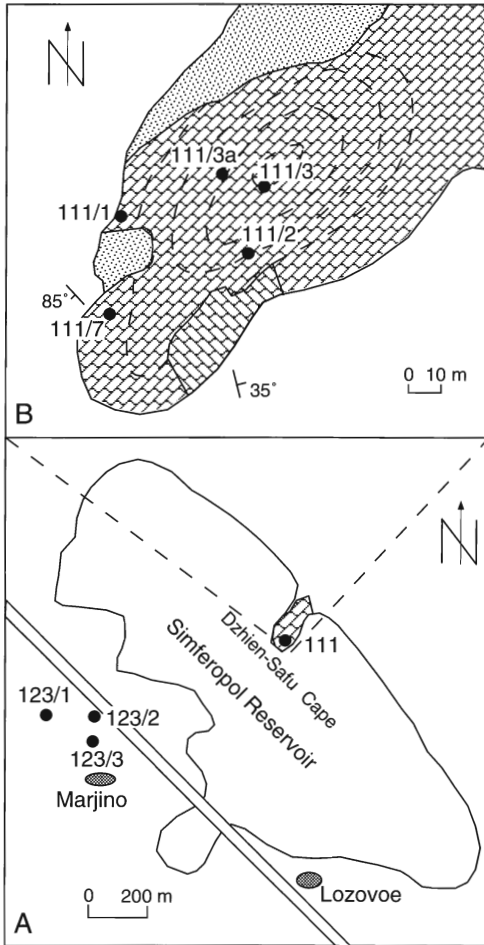 N
111/3a
111/3
111/1
111/2
85°
111/7
35°
0 10 m
B
N
Dzhien-Safu Cape
111
Simferopol Reservoir
123/1
123/2
123/3
Marjino
0 200 m
Lozovoe
A